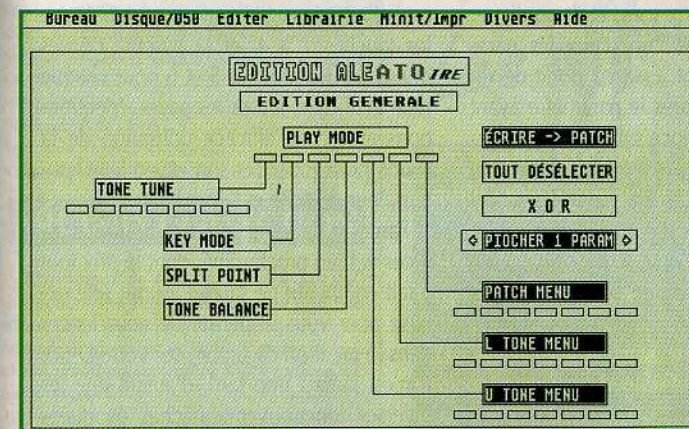 Bureau Disque/D50 Editer Librairie Minit/Impr Divers Aide
EDITION ALEATOIRE
EDITION GENERALE
PLAY MODE
ÉCRIRE -> PATCH
TONE TUNE
TOUT DÉSÉLECTER
X O R
KEY MODE
PIOCHER 1 PARAM
SPLIT POINT
PATCH MENU
TONE BALANCE
L TONE MENU
U TONE MENU